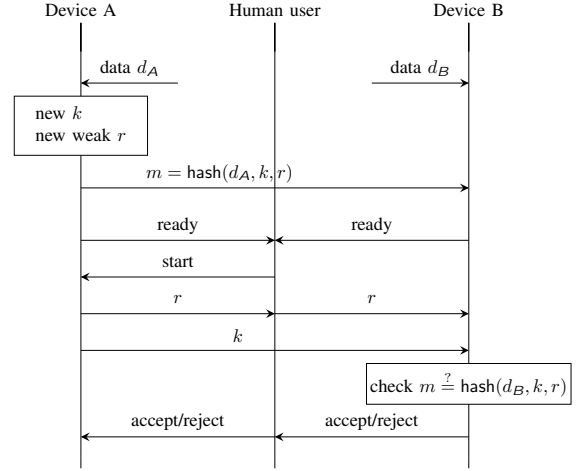 Device A Human user Device B
data d_A data d_B
new k
new weak r
m = hash(d_A, k, r)
ready ready
start
r r
k
check m ≟ hash(d_B, k, r)
accept/reject accept/reject